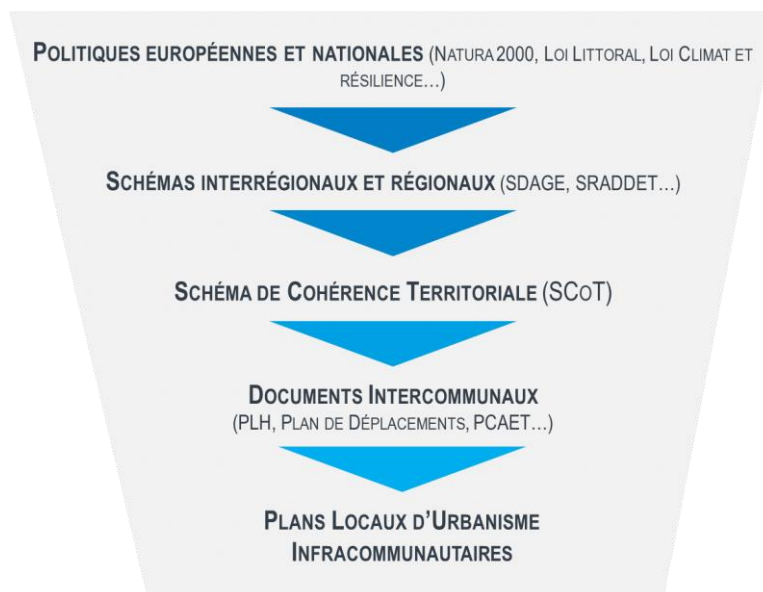 POLITIQUES EUROPÉENNES ET NATIONALES (NATURA 2000, LOI LITTORAL, LOI CLIMAT ET
RÉSILIENCE…)
SCHÉMAS INTERRÉGIONAUX ET RÉGIONAUX (SDAGE, SRADDET…)
SCHÉMA DE COHÉRENCE TERRITORIALE (SCOT)
DOCUMENTS INTERCOMMUNAUX
(PLH, PLAN DE DÉPLACEMENTS, PCAET…)
PLANS LOCAUX D'URBANISME
INFRACOMMUNAUTAIRES